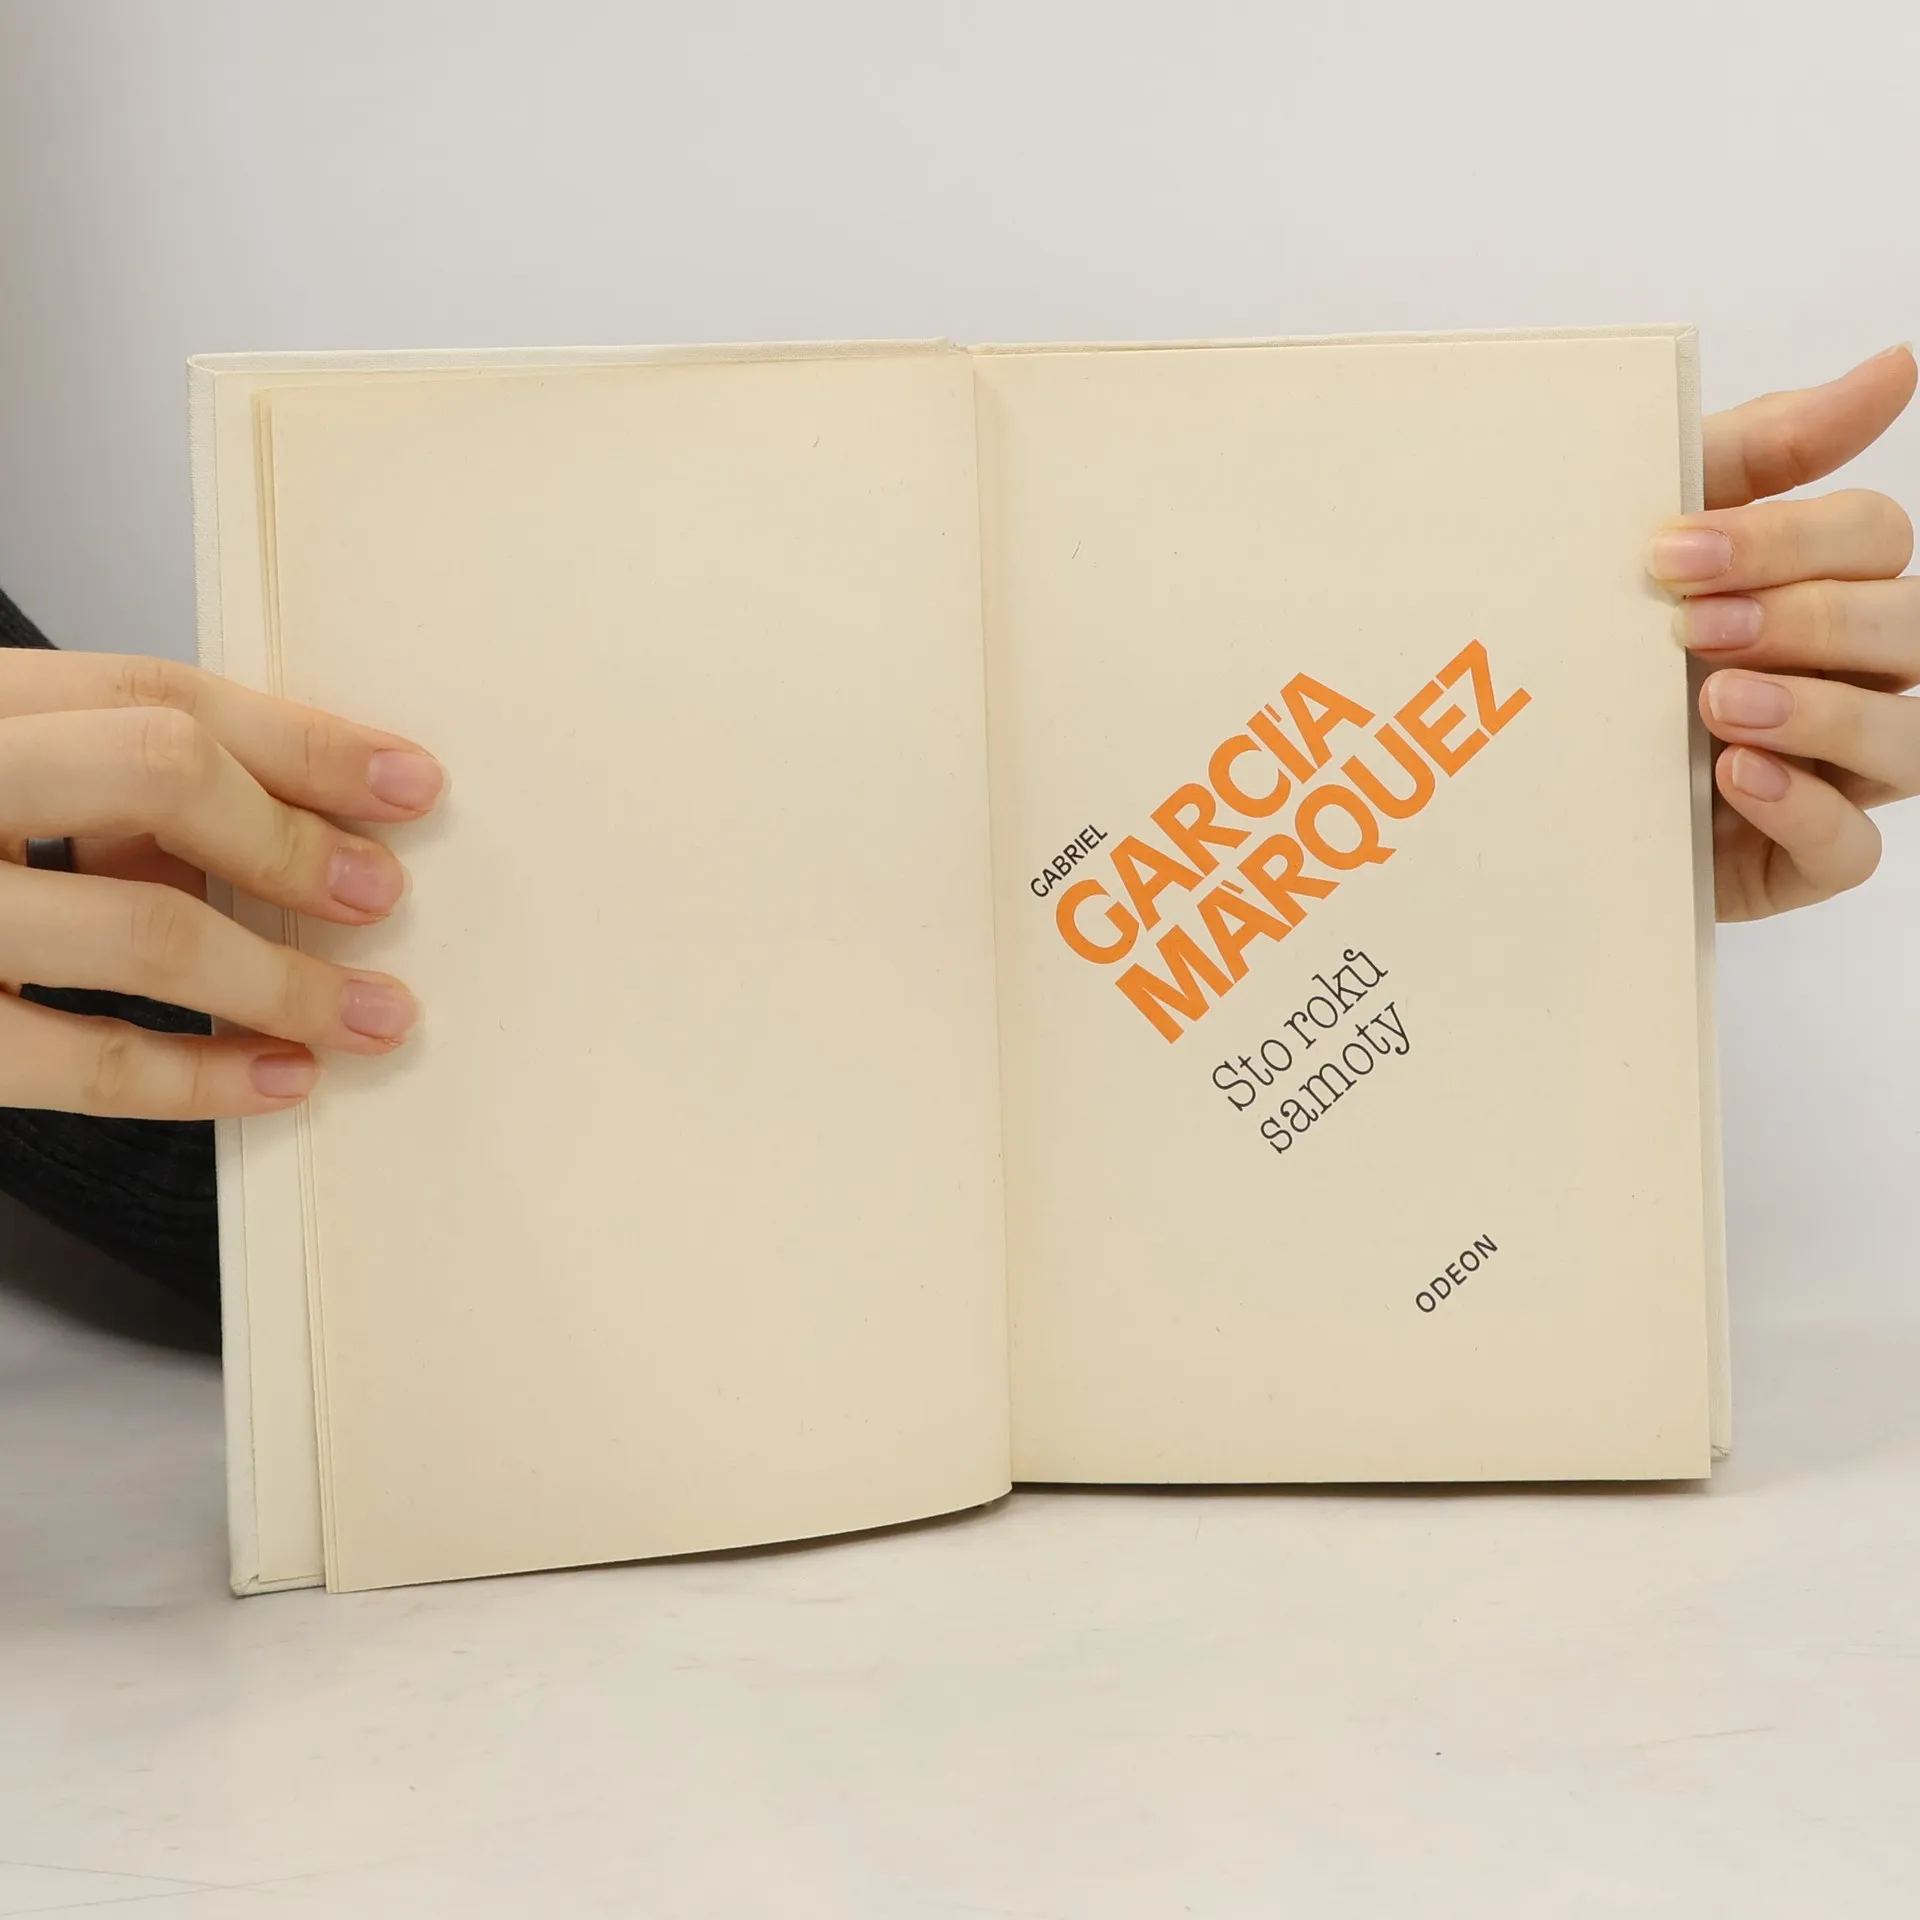 GABRIEL
GARCÍA
MÁRQUEZ
Sto roků
samoty
ODEON